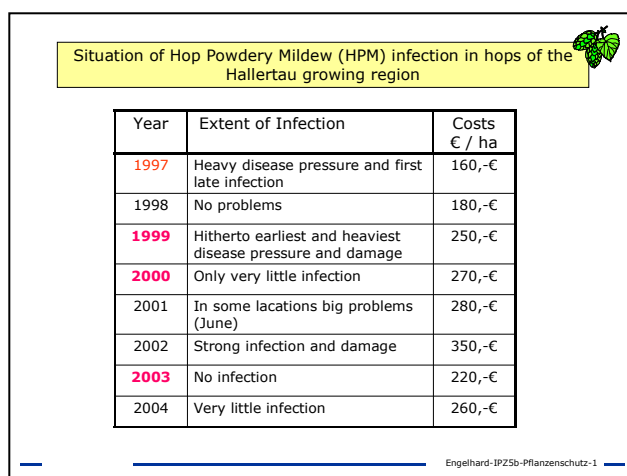 Situation of Hop Powdery Mildew (HPM) infection in hops of the
Hallertau growing region
Year Extent of Infection Costs
€ / ha
1997 Heavy disease pressure and first 160,-€
late infection
1998 No problems 180,-€
1999 Hitherto earliest and heaviest 250,-€
disease pressure and damage
2000 Only very little infection 270,-€
2001 In some lacations big problems 280,-€
(June)
2002 Strong infection and damage 350,-€
2003 No infection 220,-€
2004 Very little infection 260,-€
Engelhard-IPZ5b-Pflanzenschutz-1